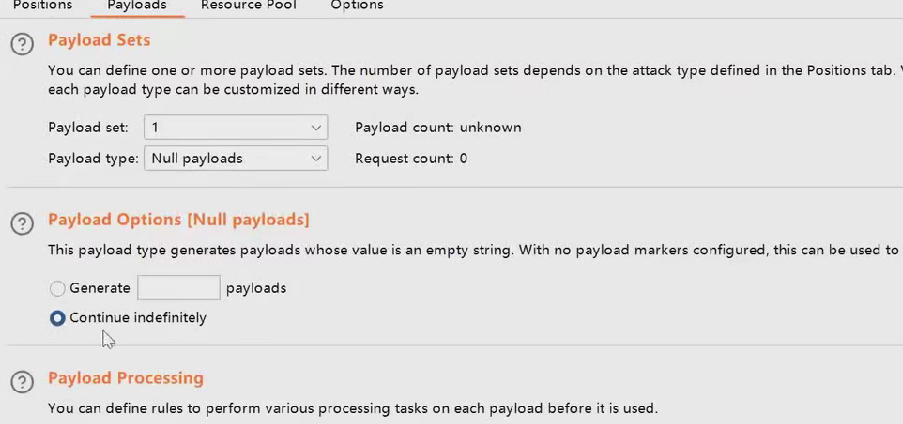 Positions Payloads Resource Pool Options
Payload Sets
You can define one or more payload sets. The number of payload sets depends on the attack type defined in the Positions tab.
each payload type can be customized in different ways.
Payload set: 1 Payload count: unknown
Payload type: Null payloads Request count: 0
Payload Options [Null payloads]
This payload type generates payloads whose value is an empty string. With no payload markers configured, this can be used to
Generate payloads
Continue indefinitely
Payload Processing
You can define rules to perform various processing tasks on each payload before it is used.